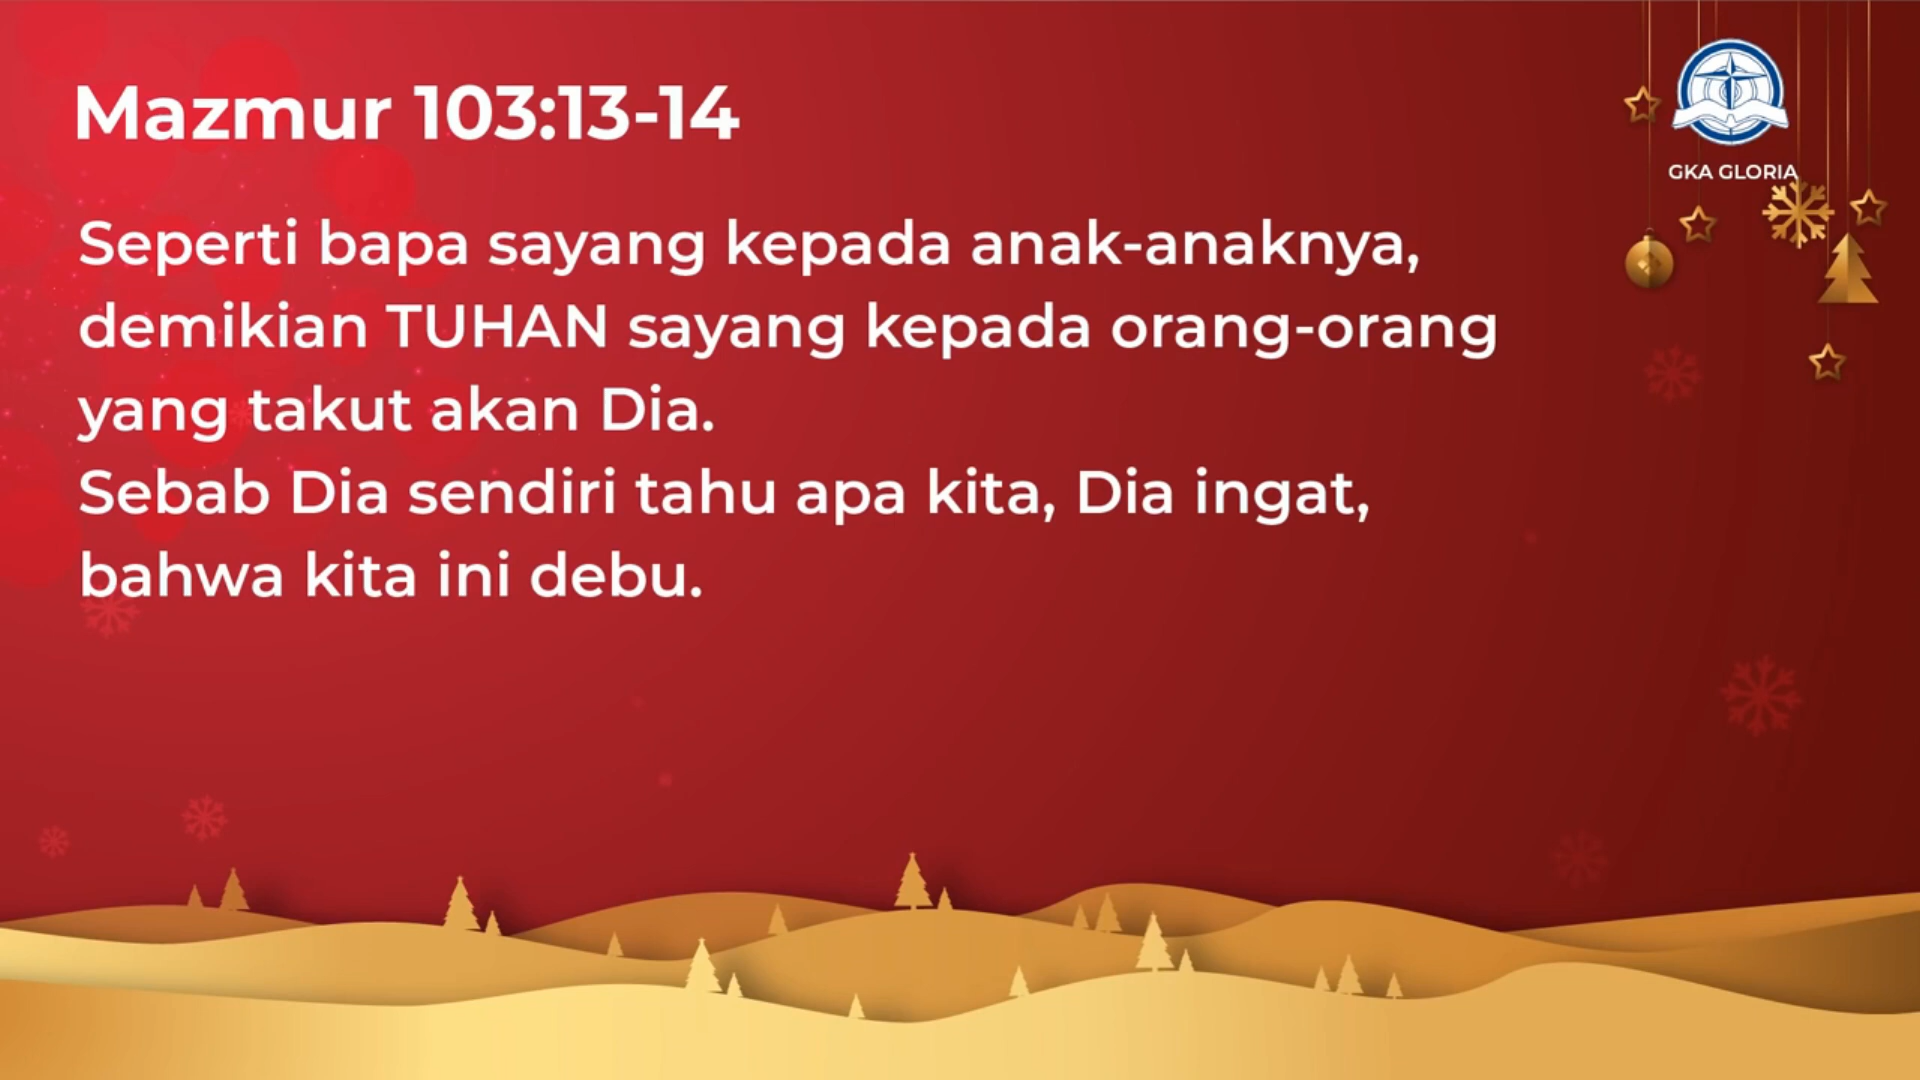 Mazmur 103:13-14
GKA GLORIA
Seperti bapa sayang kepada anak-anaknya,
demikian TUHAN sayang kepada orang-orang
yang takut akan Dia.
Sebab Dia sendiri tahu apa kita, Dia ingat,
bahwa kita ini debu.